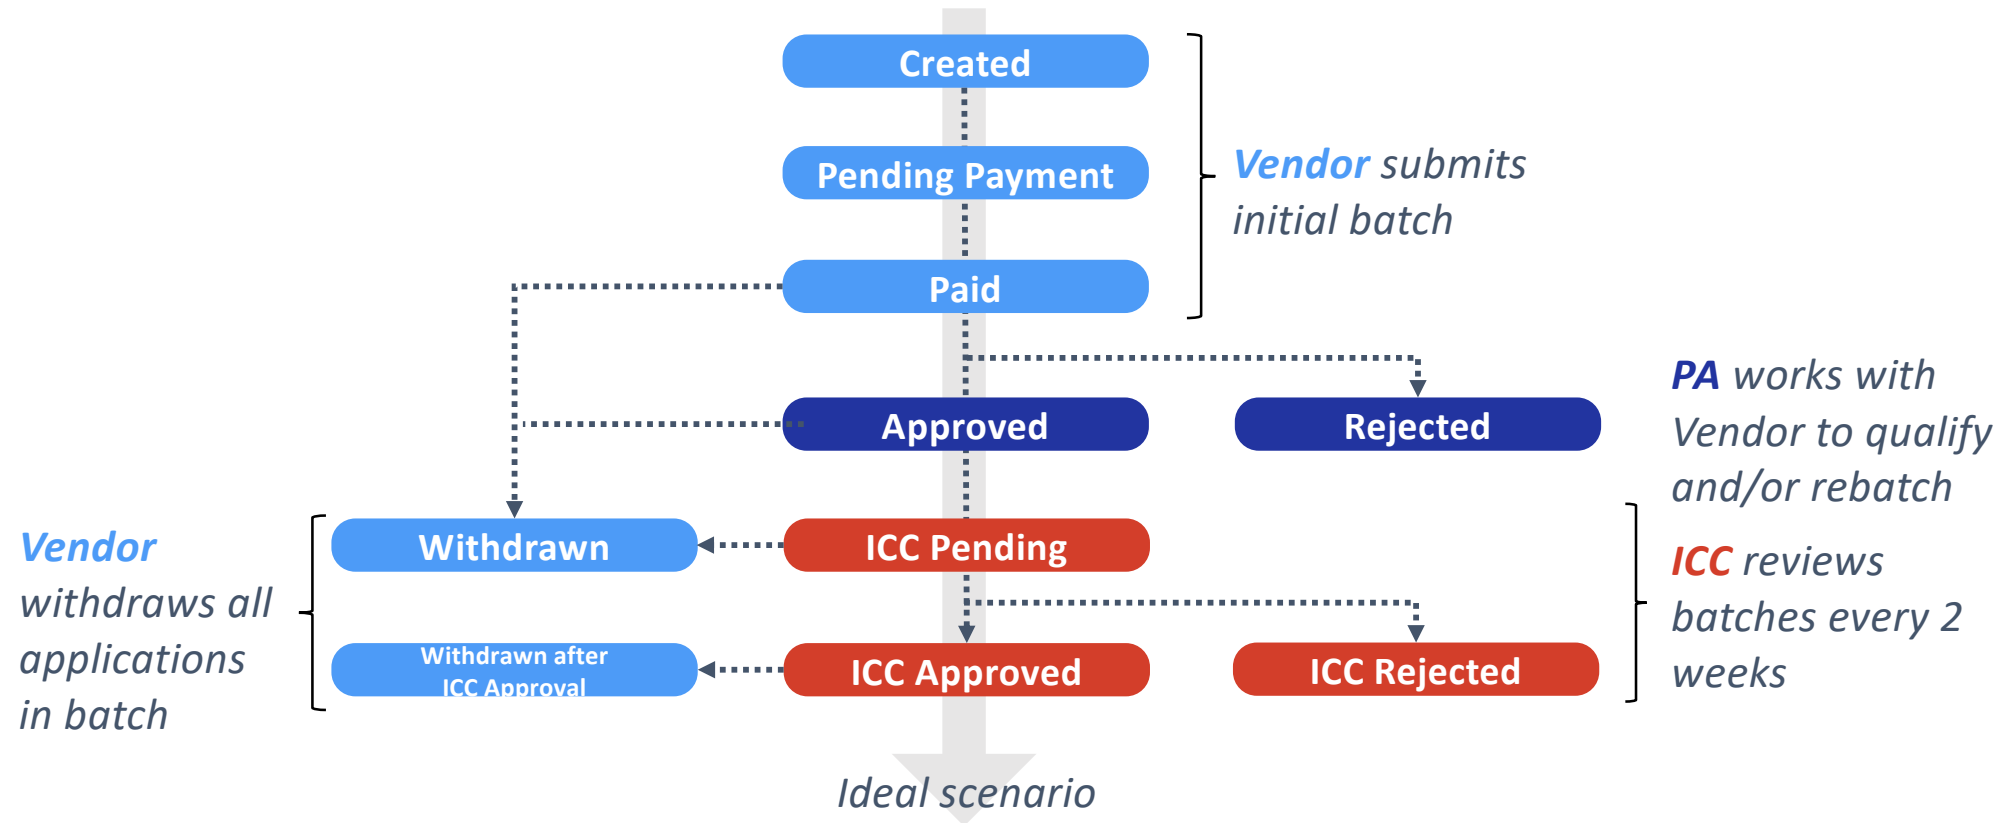 Created
Pending Payment
Vendor submits
initial batch
Paid
Approved
Rejected
PA works with
Vendor to qualify
and/or rebatch
Vendor
withdraws all
applications
in batch
Withdrawn
ICC Pending
ICC reviews
batches every 2
weeks
Withdrawn after
ICC Approval
ICC Approved
ICC Rejected
Ideal scenario